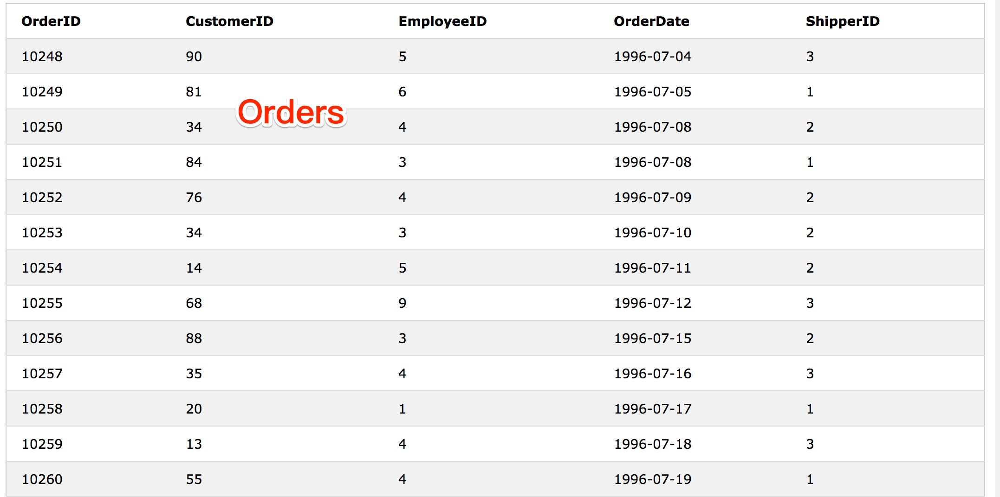 OrderID CustomerID EmployeeID OrderDate ShipperID
10248 90 5 1996-07-04 3
10249 81 6 1996-07-05 1
Orders
10250 34 4 1996-07-08 2
10251 84 3 1996-07-08 1
10252 76 4 1996-07-09 2
10253 34 3 1996-07-10 2
10254 14 5 1996-07-11 2
10255 68 9 1996-07-12 3
10256 88 3 1996-07-15 2
10257 35 4 1996-07-16 3
10258 20 1 1996-07-17 1
10259 13 4 1996-07-18 3
10260 55 4 1996-07-19 1